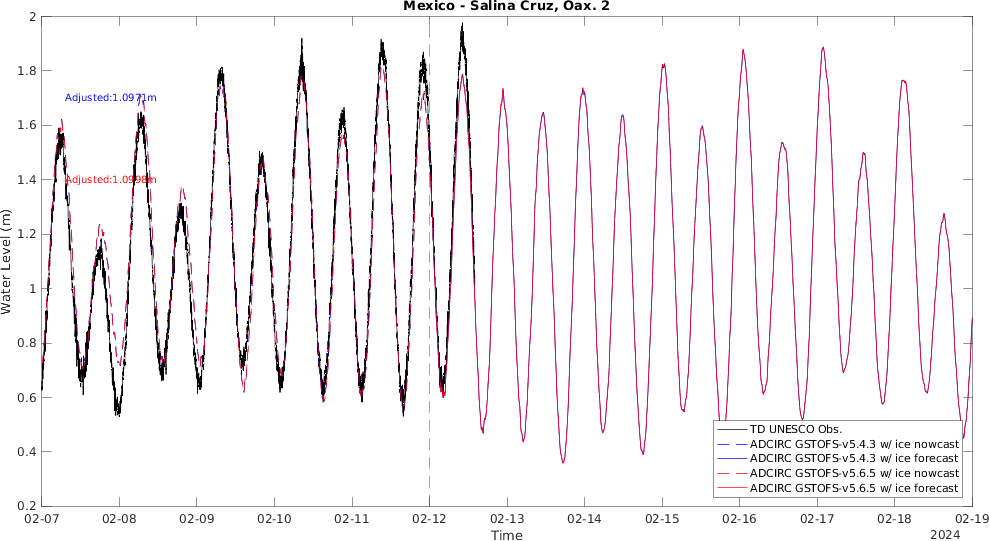 Mexico - Salina Cruz, Oax. 2
Water Level (m)
2
1.8
1.6
1.4
1.2
1
0.8
0.6
0.4
0.2
Adjusted:1.0971m
Adjusted:1.0998m
TD UNESCO Obs.
ADCIRC GSTOFS-v5.4.3 w/ ice nowcast
ADCIRC GSTOFS-v5.4.3 w/ ice forecast
ADCIRC GSTOFS-v5.6.5 w/ ice nowcast
ADCIRC GSTOFS-v5.6.5 w/ ice forecast
02-07 02-08 02-09 02-10 02-11 02-12 02-13 02-14 02-15 02-16 02-17 02-18 02-19
Time
2024